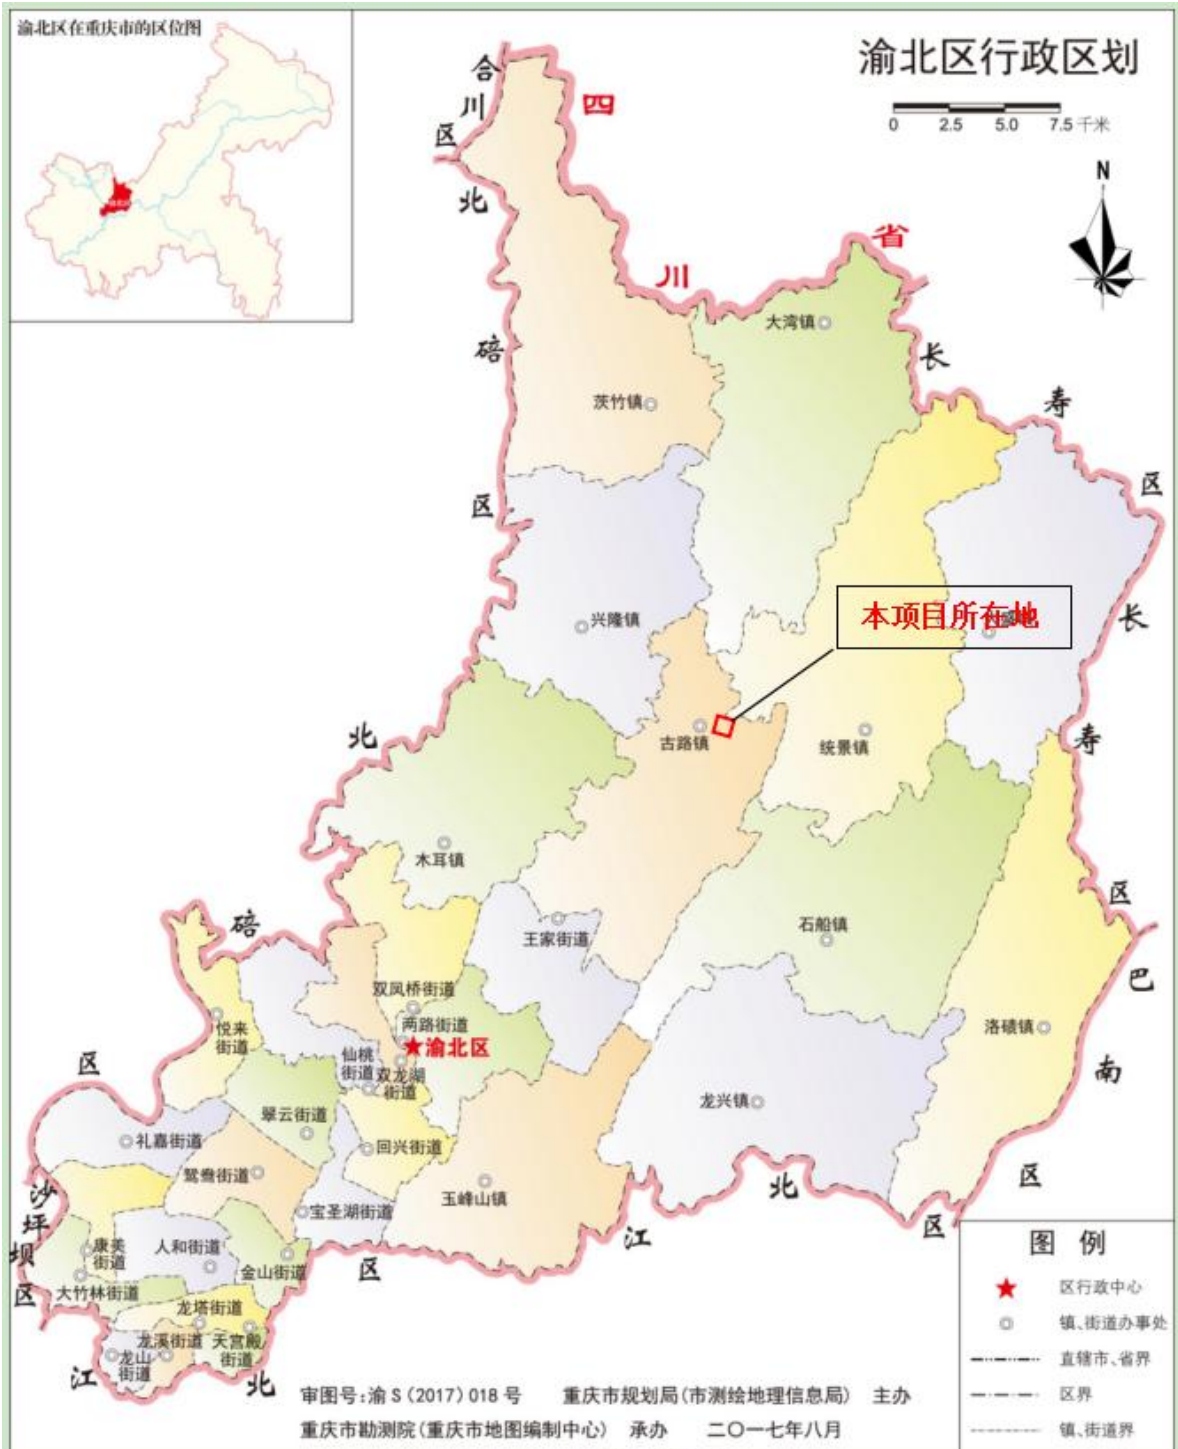 渝北区在重庆市的区位图
渝北区行政区划
0 2.5 5.0 7.5 千米
N
合川区
四川省
北碚区
长寿区
大湾镇
茨竹镇
兴隆镇
本项目所在地
古路镇
统景镇
长寿区
北碚区
木耳镇
王家街道
石船镇
双凤桥街道
两路街道
渝北区
悦来街道
仙桃街道
双龙湖街道
洛碛镇
巴南区
龙兴镇
翠云街道
礼嘉街道
回兴街道
鸳鸯街道
玉峰山镇
宝圣湖街道
沙坪坝区
康美街道
人和街道
金山街道
大竹林街道
龙塔街道
龙溪街道
天宫殿街道
龙山街道
江北区
江北区
图例
区行政中心
镇、街道办事处
直辖市、省界
区界
镇、街道界
审图号:渝 S (2017) 018 号 重庆市规划局(市测绘地理信息局) 主办
重庆市勘测院(重庆市地图编制中心) 承办 二〇一七年八月